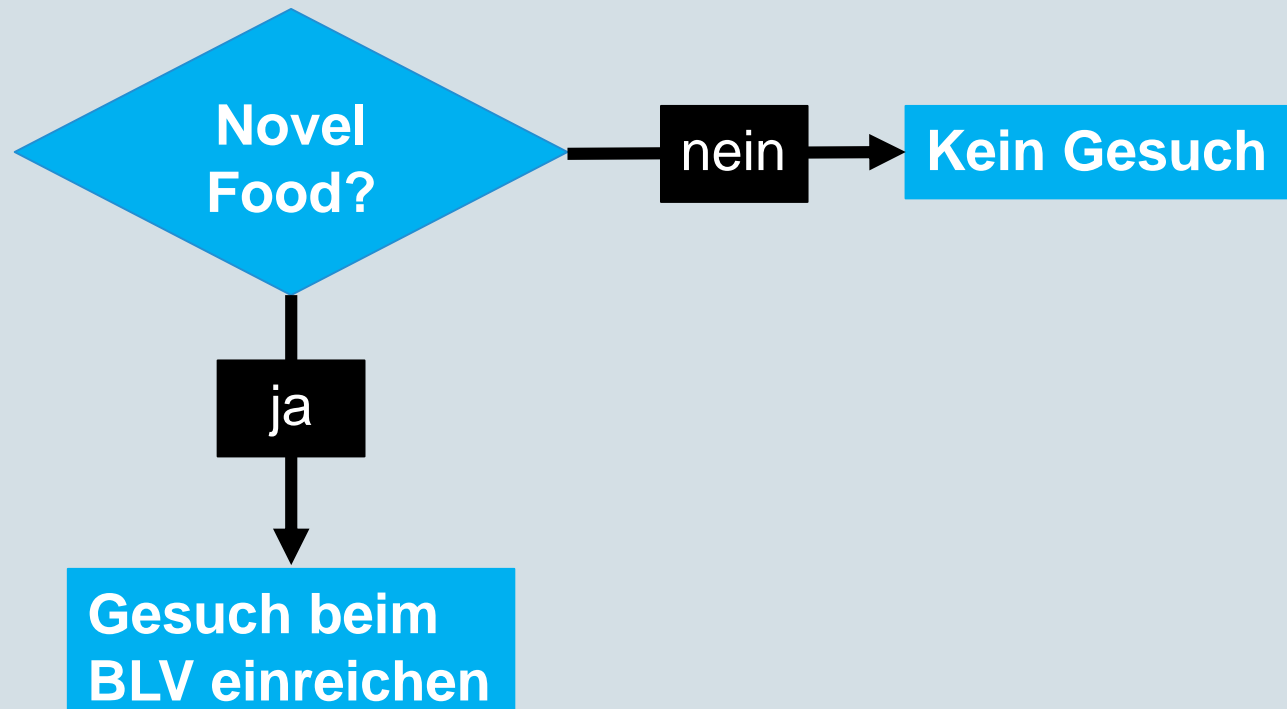 Novel
Food?
nein
Kein Gesuch
ja
Gesuch beim
BLV einreichen